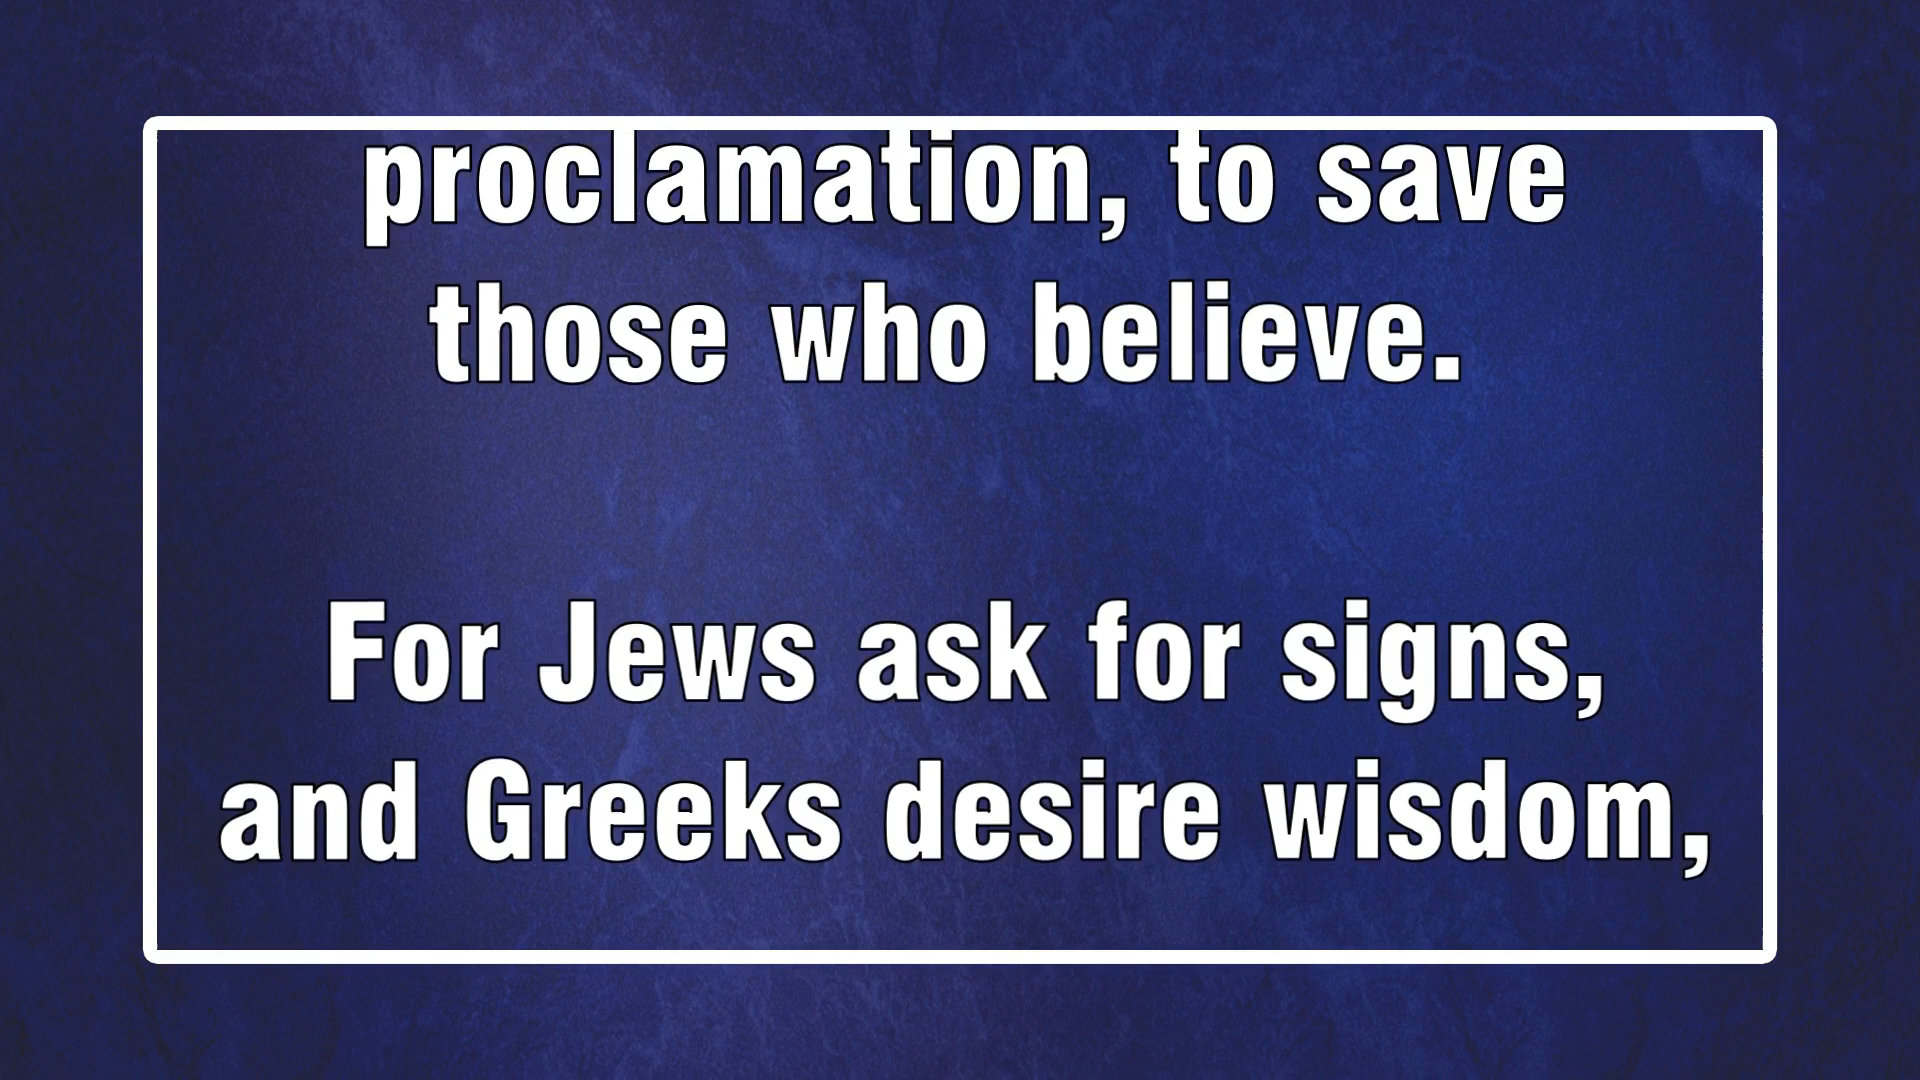 proclamation, to save
those who believe.
For Jews ask for signs,
and Greeks desire wisdom,